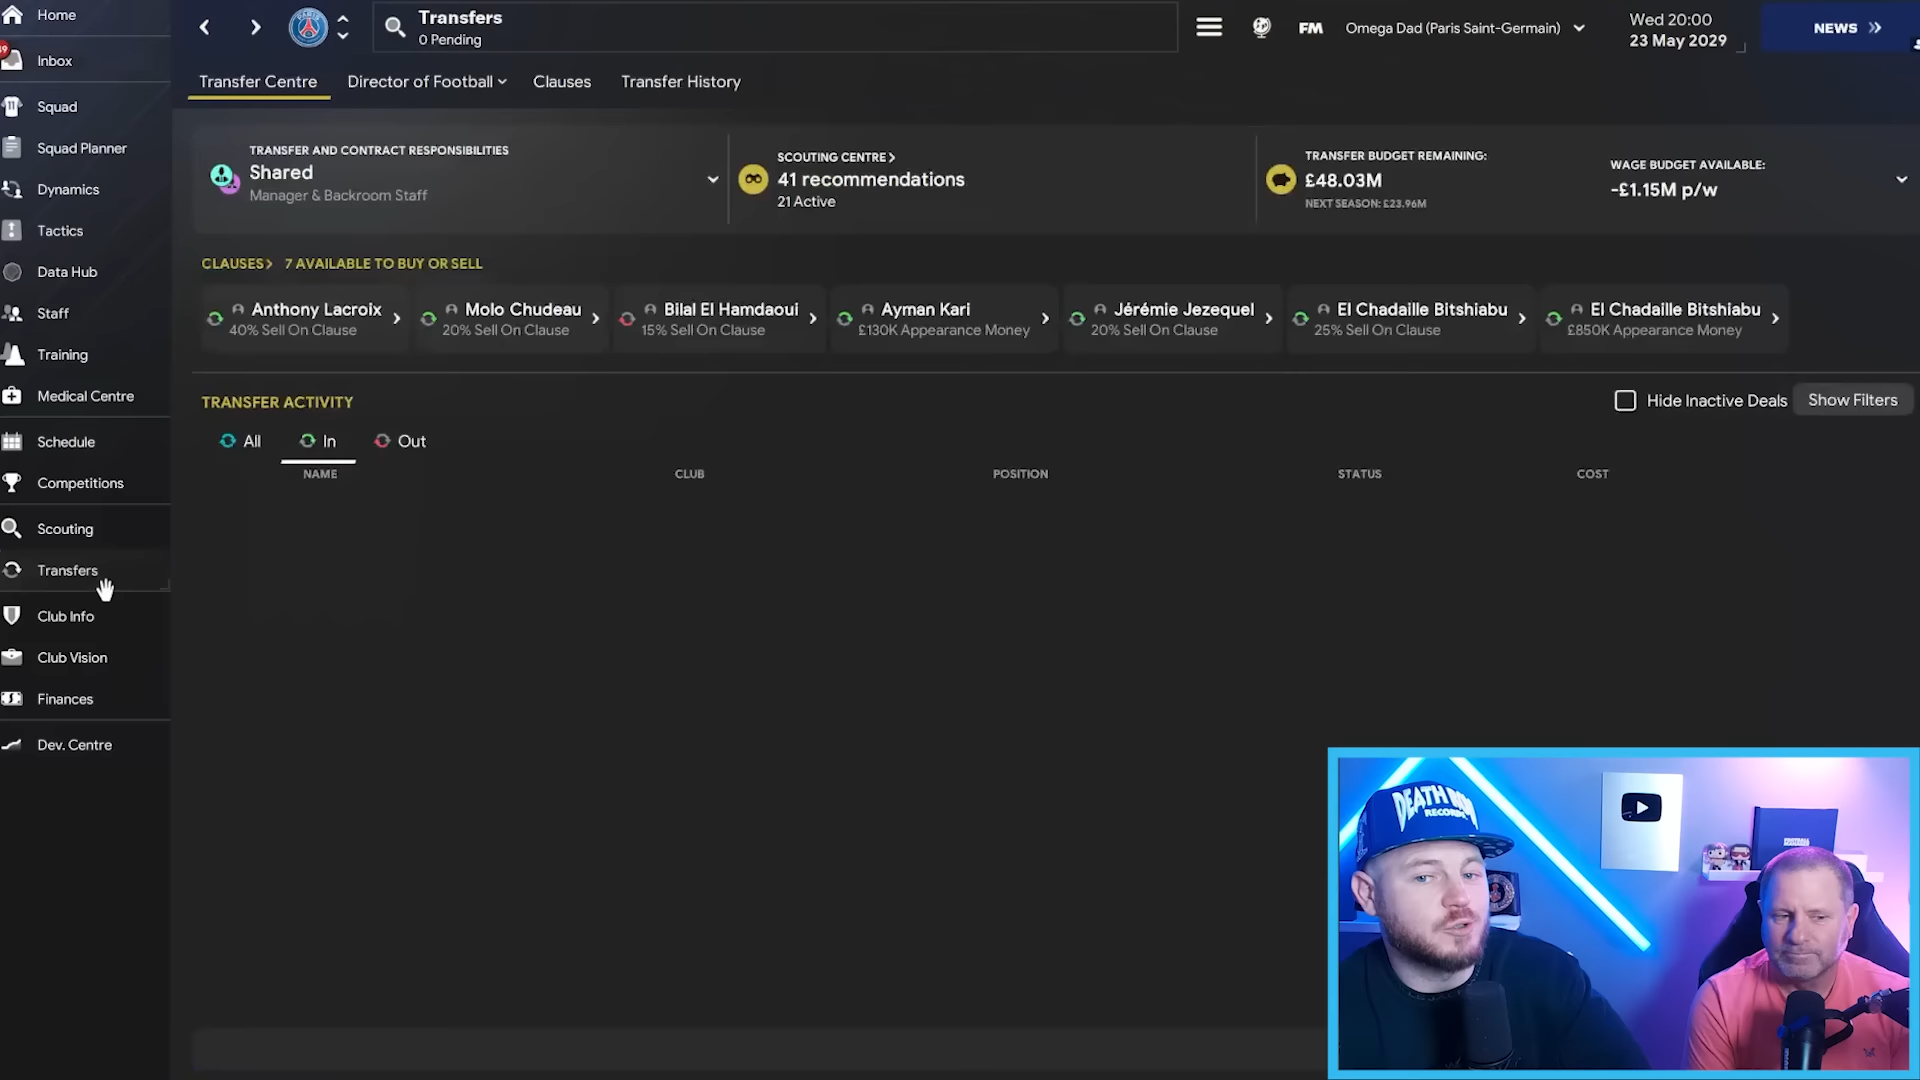 Home
Inbox
Squad
Squad Planner
Dynamics
Tactics
Data Hub
Staff
Training
Medical Centre
Schedule
Competitions
Scouting
Transfers
Club Info
Club Vision
Finances
Dev. Centre
PARIS
Transfers
0 Pending
FM
Omega Dad (Paris Saint-Germain)
Wed 20:00
23 May 2029
NEWS
Transfer Centre
Director of Football
Clauses
Transfer History
TRANSFER AND CONTRACT RESPONSIBILITIES
Shared
Manager & Backroom Staff
SCOUTING CENTRE >
41 recommendations
21 Active
TRANSFER BUDGET REMAINING:
£48.03M
NEXT SEASON: £23.96M
WAGE BUDGET AVAILABLE:
-£1.15M p/w
CLAUSES > 7 AVAILABLE TO BUY OR SELL
Anthony Lacroix
40% Sell On Clause
Molo Chudeau
20% Sell On Clause
Bilal El Hamdaoui
15% Sell On Clause
Ayman Kari
£130K Appearance Money
Jérémie Jezequel
20% Sell On Clause
El Chadaille Bitshiabu
25% Sell On Clause
El Chadaille Bitshiabu
£850K Appearance Money
TRANSFER ACTIVITY
Hide Inactive Deals
Show Filters
All
In
Out
NAME
CLUB
POSITION
STATUS
COST
DEATH ROW
RECORDS